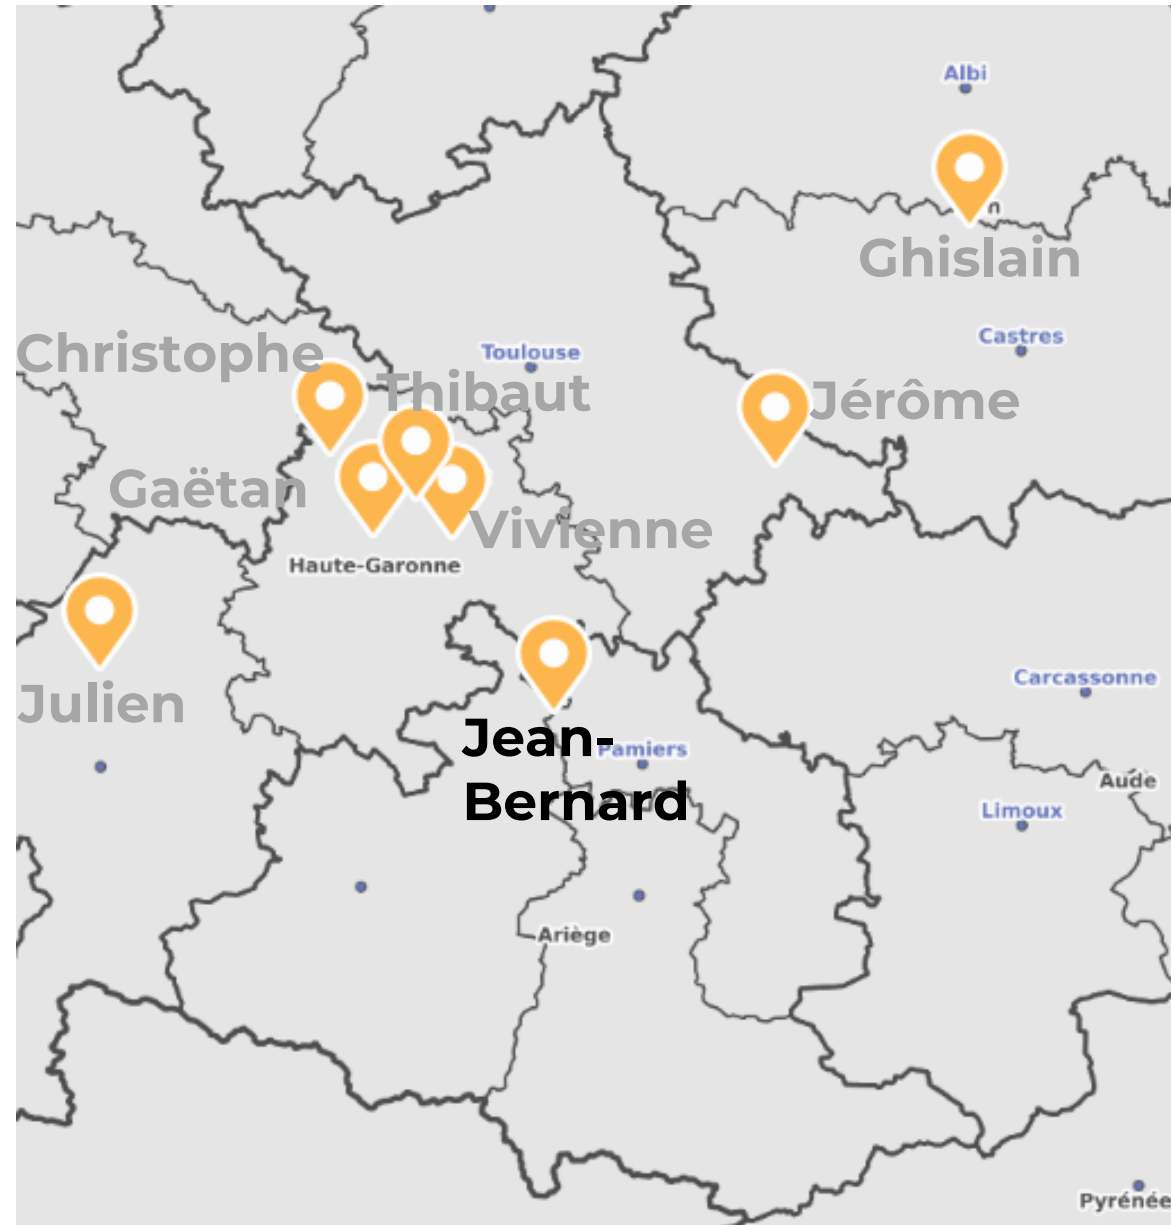 Albi
n
Ghislain
Castres
Christophe
Toulouse
Thibaut
Jérôme
Gaëtan
Vivienne
Haute-Garonne
Julien
Carcassonne
Jean-
Bernard
Pamiers
Aude
Limoux
Ariège
Pyrénée